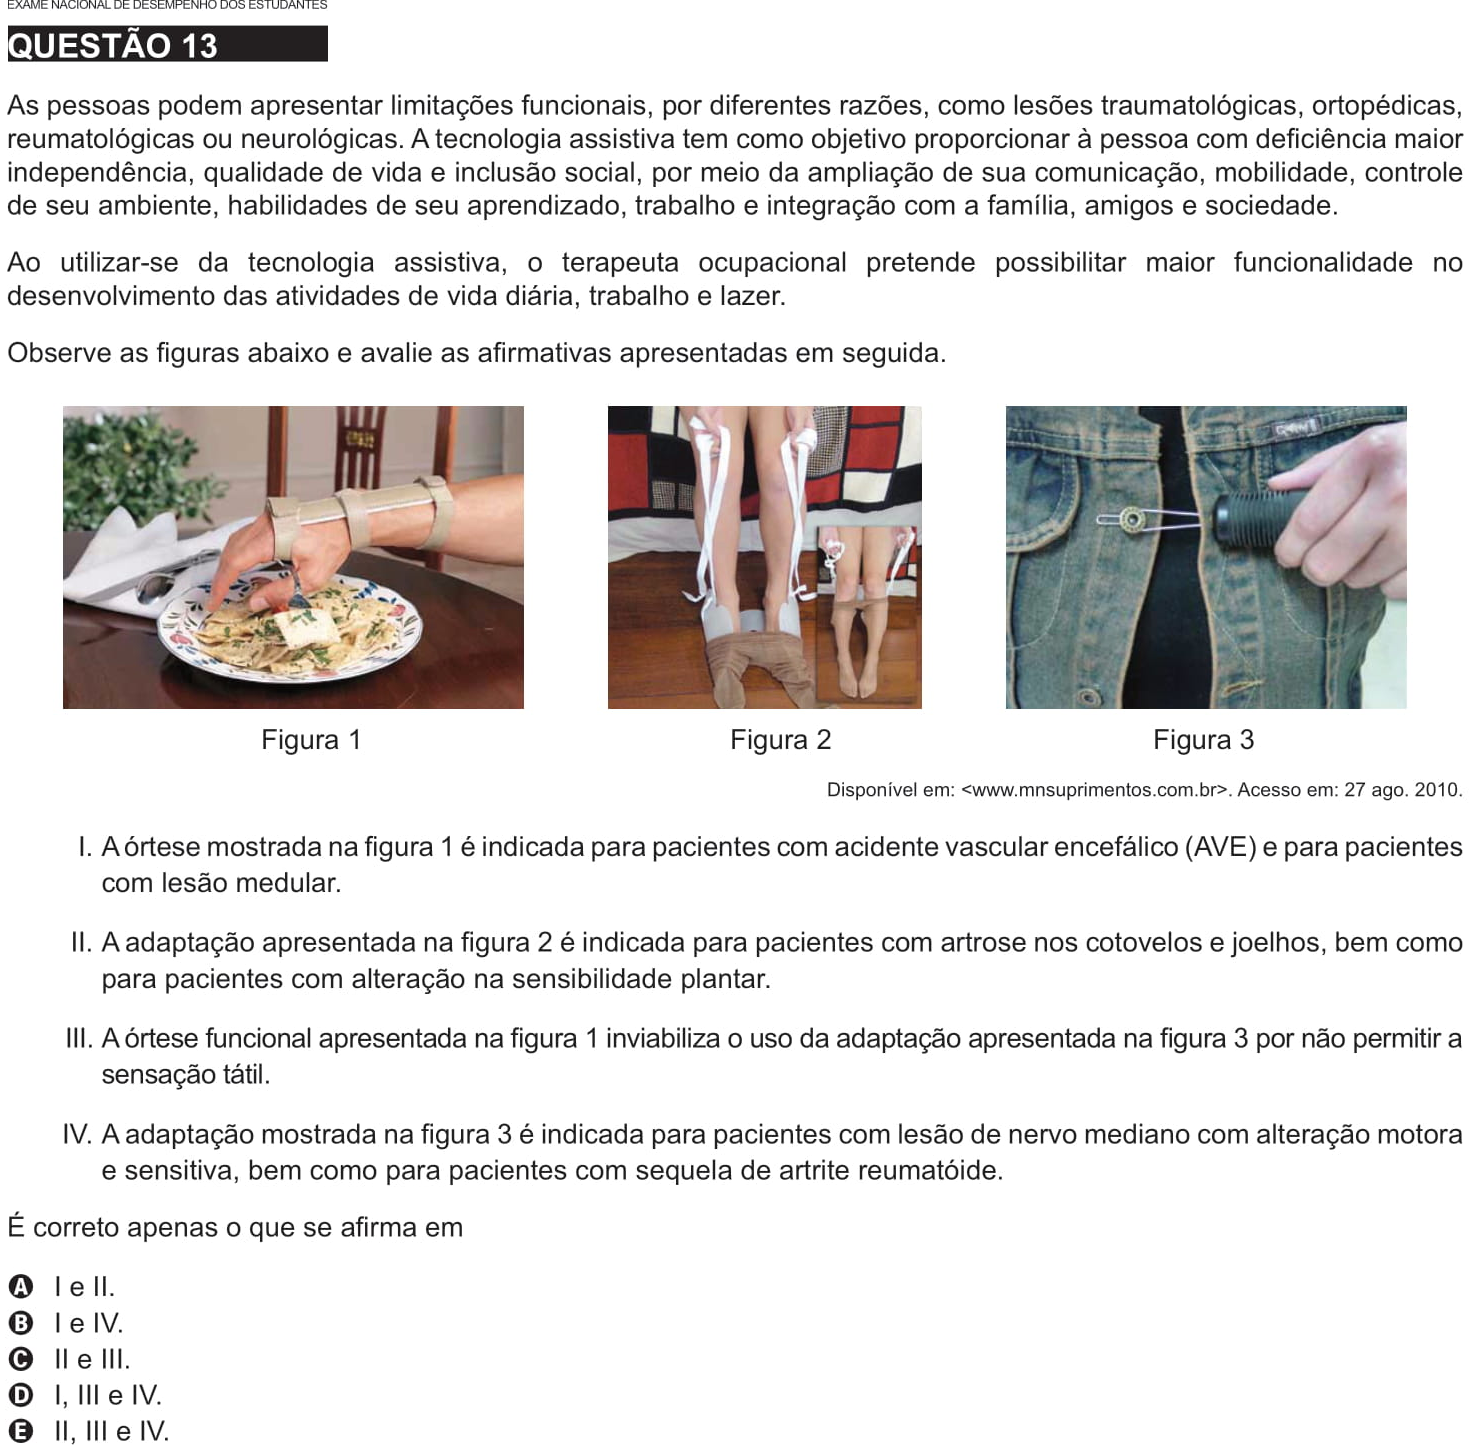 EXAME NACIONAL DE DESEMPENHO DOS ESTUDANTES
QUESTÃO 13
As pessoas podem apresentar limitações funcionais, por diferentes razões, como lesões traumatológicas, ortopédicas,
reumatológicas ou neurológicas. A tecnologia assistiva tem como objetivo proporcionar à pessoa com deficiência maior
independência, qualidade de vida e inclusão social, por meio da ampliação de sua comunicação, mobilidade, controle
de seu ambiente, habilidades de seu aprendizado, trabalho e integração com a família, amigos e sociedade.
Ao utilizar-se da tecnologia assistiva, o terapeuta ocupacional pretende possibilitar maior funcionalidade no
desenvolvimento das atividades de vida diária, trabalho e lazer.
Observe as figuras abaixo e avalie as afirmativas apresentadas em seguida.
Figura 1
Figura 2
Figura 3
Disponível em: <www.mnsuprimentos.com.br>. Acesso em: 27 ago. 2010.
I. A órtese mostrada na figura 1 é indicada para pacientes com acidente vascular encefálico (AVE) e para pacientes
com lesão medular.
II. A adaptação apresentada na figura 2 é indicada para pacientes com artrose nos cotovelos e joelhos, bem como
para pacientes com alteração na sensibilidade plantar.
III. A órtese funcional apresentada na figura 1 inviabiliza o uso da adaptação apresentada na figura 3 por não permitir a
sensação tátil.
IV. A adaptação mostrada na figura 3 é indicada para pacientes com lesão de nervo mediano com alteração motora
e sensitiva, bem como para pacientes com sequela de artrite reumatóide.
É correto apenas o que se afirma em
A I e II.
B I e IV.
C II e III.
D I, III e IV.
E II, III e IV.